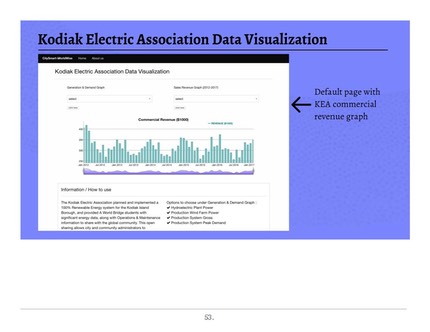 Kodiak Electric Association Data Visualization
CitySmart-WorldWise Home About us
Kodiak Electric Association Data Visualization
Generation & Demand Graph
Sales Revenue Graph (2012-2017)
select
select
Commercial Revenue ($1000)
Default page with
KEA commercial
revenue graph
Information / How to use
The Kodiak Electric Association planned and implemented a
100% Renewable Energy system for the Kodiak Island
Borough, and provided A World Bridge students with
significant energy data, along with Operations & Maintenance
information to share with the global community. This open
sharing allows city and community administrators to
Options to choose under Generation & Demand Graph :
✔ Hydroelectric Plant Power
✔ Production Wind Farm Power
✔ Production System Gross
✔ Production System Peak Demand
53.